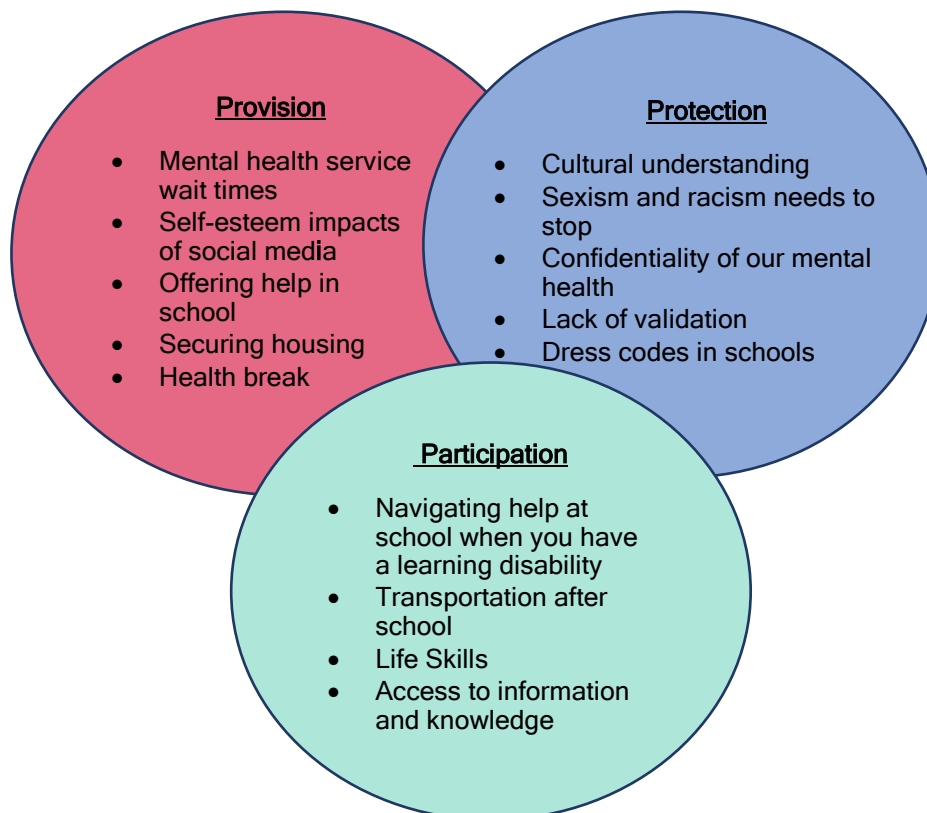 Provision
• Mental health service
wait times
• Self-esteem impacts
of social media
• Offering help in
school
• Securing housing
• Health break
Protection
• Cultural understanding
• Sexism and racism needs to
stop
• Confidentiality of our mental
health
• Lack of validation
• Dress codes in schools
Participation
• Navigating help at
school when you have
a learning disability
• Transportation after
school
• Life Skills
• Access to information
and knowledge